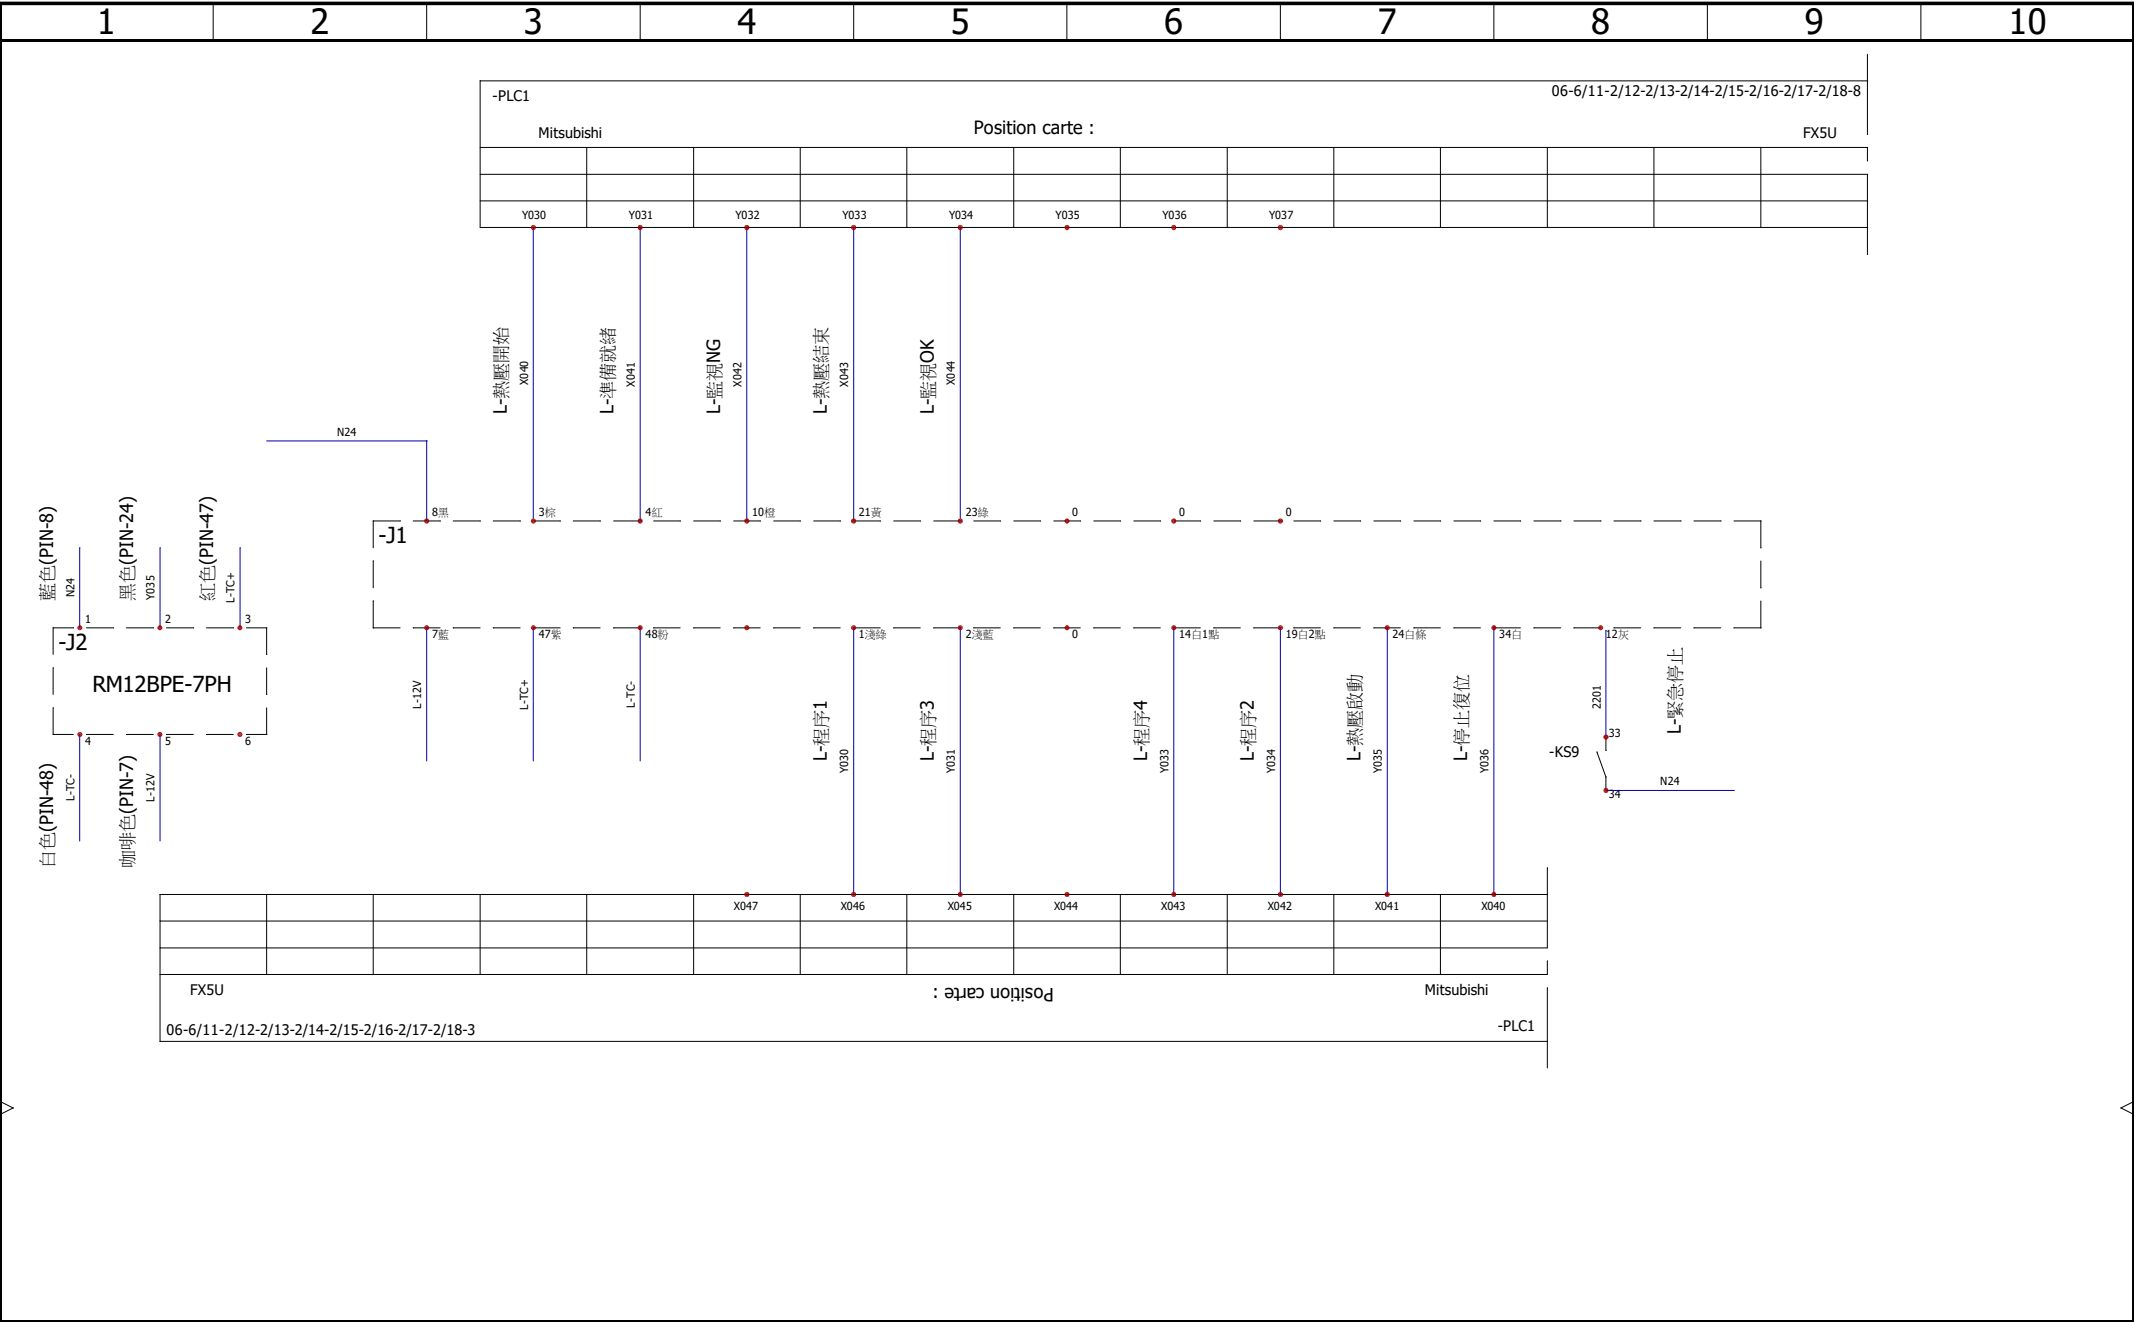 1 2 3 4 5 6 7 8 9 10
-PLC1 06-6/11-2/12-2/13-2/14-2/15-2/16-2/17-2/18-8
Mitsubishi Position carte : FX5U
Y030 Y031 Y032 Y033 Y034 Y035 Y036 Y037
L-熱壓開始 X040
L-準備就緒 X041
L-監視NG X042
L-熱壓結束 X043
L-監視OK X044
N24
8黑 3棕 4紅 10橙 21黃 23綠 0 0 0
-J1
藍色(PIN-8) N24
黑色(PIN-24) Y035
紅色(PIN-47) L-TC+
1 2 3
-J2
RM12BPE-7PH
4 5 6
白色(PIN-48) L-TC-
咖啡色(PIN-7) L-12V
7藍 47紫 48粉 1淺綠 2淺藍 0 14白1點 19白2點 24白條 34白 12灰
L-12V
L-TC+
L-TC-
L-程序1 Y030
L-程序3 Y031
L-程序4 Y033
L-程序2 Y034
L-熱壓啟動 Y035
L-停止復位 Y036
2201
L-緊急停止
33
-KS9
34
N24
X047 X046 X045 X044 X043 X042 X041 X040
FX5U Position carte : Mitsubishi
06-6/11-2/12-2/13-2/14-2/15-2/16-2/17-2/18-3 -PLC1